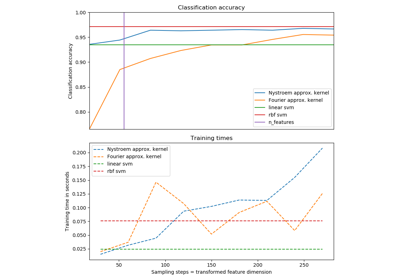 Classification accuracy
1.00
0.95
0.90
0.85
0.80
Classification accuracy
Nystroem approx. kernel
Fourier approx. kernel
linear svm
rbf svm
n_features
Training times
0.200
0.175
0.150
0.125
0.100
0.075
0.050
0.025
Training time in seconds
Nystroem approx. kernel
Fourier approx. kernel
linear svm
rbf svm
50
100
150
200
250
Sampling steps = transformed feature dimension